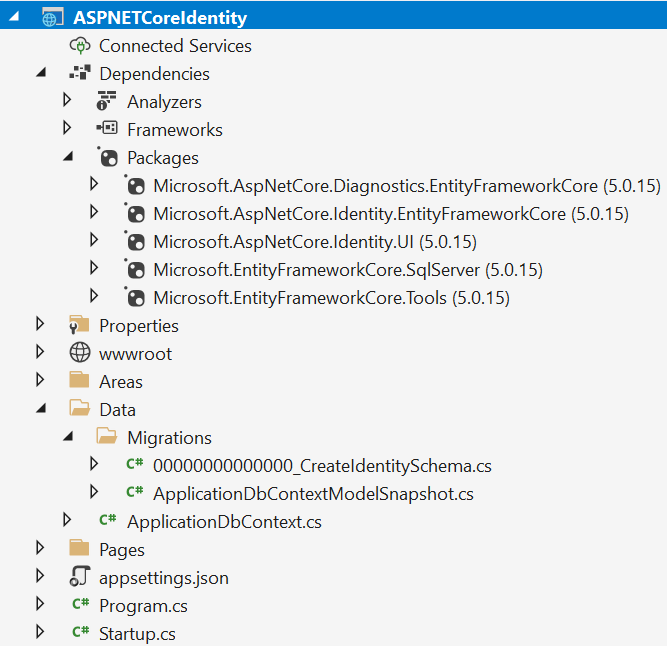 ASPNETCoreIdentity
Connected Services
Dependencies
Analyzers
Frameworks
Packages
Microsoft.AspNetCore.Diagnostics.EntityFrameworkCore (5.0.15)
Microsoft.AspNetCore.Identity.EntityFrameworkCore (5.0.15)
Microsoft.AspNetCore.Identity.UI (5.0.15)
Microsoft.EntityFrameworkCore.SqlServer (5.0.15)
Microsoft.EntityFrameworkCore.Tools (5.0.15)
Properties
wwwroot
Areas
Data
Migrations
C# 00000000000000_CreateIdentitySchema.cs
C# ApplicationDbContextModelSnapshot.cs
C# ApplicationDbContext.cs
Pages
appsettings.json
C# Program.cs
C# Startup.cs